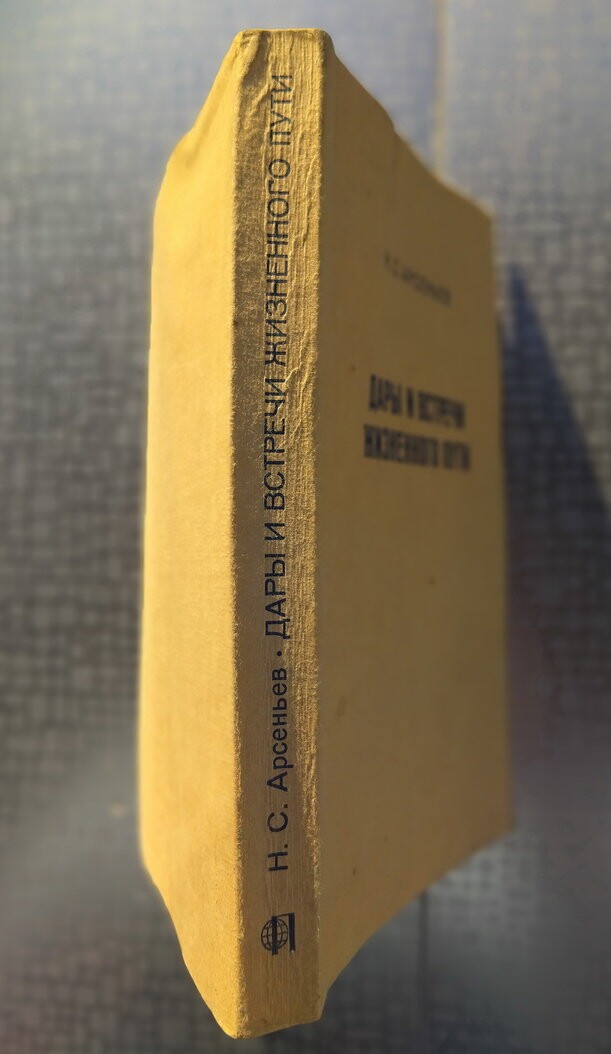 Н. С. Арсеньев · ДАРЫ И ВСТРЕЧИ ЖИЗНЕННОГО ПУТИ
Н. С. АРСЕНЬЕВ
ДАРЫ И ВСТРЕЧИ
ЖИЗНЕННОГО ПУТИ